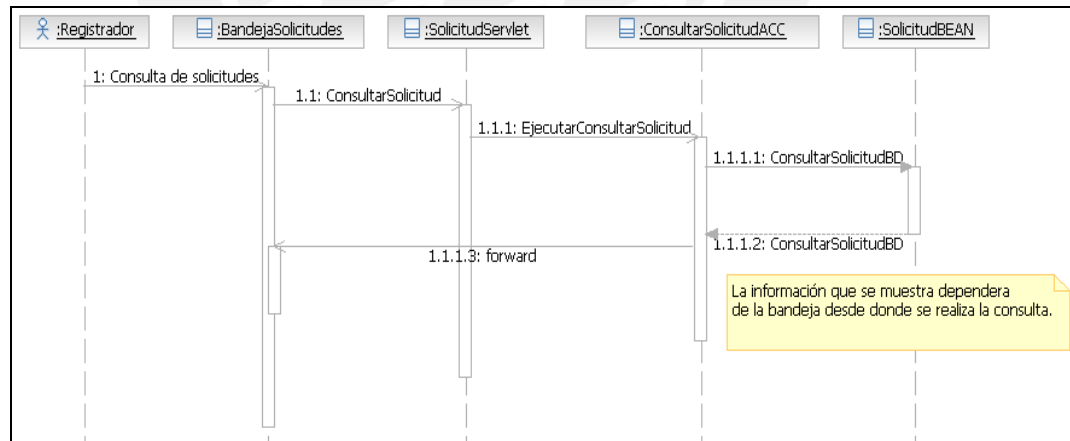 :Registrador
:BandejaSolicitudes
:SolicitudServlet
:ConsultarSolicitudACC
:SolicitudBEAN
1: Consulta de solicitudes
1.1: ConsultarSolicitud
1.1.1: EjecutarConsultarSolicitud
1.1.1.1: ConsultarSolicitudBD
1.1.1.2: ConsultarSolicitudBD
1.1.1.3: forward
La información que se muestra dependera
de la bandeja desde donde se realiza la consulta.